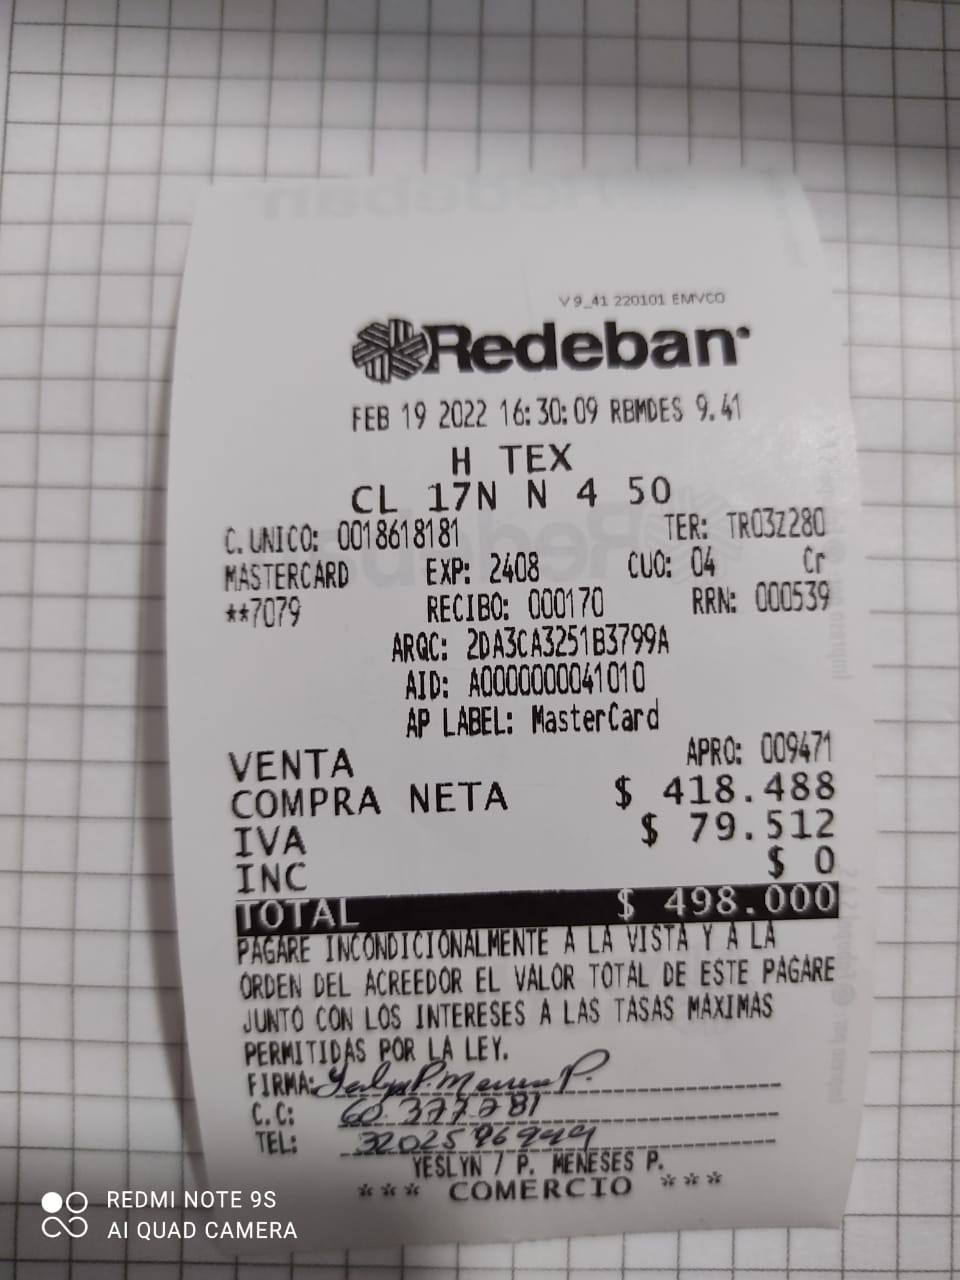 V9_41 220101 EMVCO
Redeban
FEB 19 2022 16:30:09 RBMDES 9.41
H TEX
CL 17N N 4 50
C. UNICO: 0018618181 TER: TR03Z280
MASTERCARD EXP: 2408 CUO: 04 Cr
**7079 RECIBO: 000170 RRN: 000539
ARQC: 2DA3CA3251B3799A
AID: A0000000041010
AP LABEL: MasterCard
VENTA APRO: 009471
COMPRA NETA $ 418.488
IVA $ 79.512
INC $ 0
TOTAL $ 498.000
PAGARE INCONDICIONALMENTE A LA VISTA Y A LA
ORDEN DEL ACREEDOR EL VALOR TOTAL DE ESTE PAGARE
JUNTO CON LOS INTERESES A LAS TASAS MAXIMAS
PERMITIDAS POR LA LEY.
FIRMA:
C.C: 60.377.781
TEL:
YESLYN / P. MENESES P.
*** COMERCIO ***
REDMI NOTE 9S
AI QUAD CAMERA